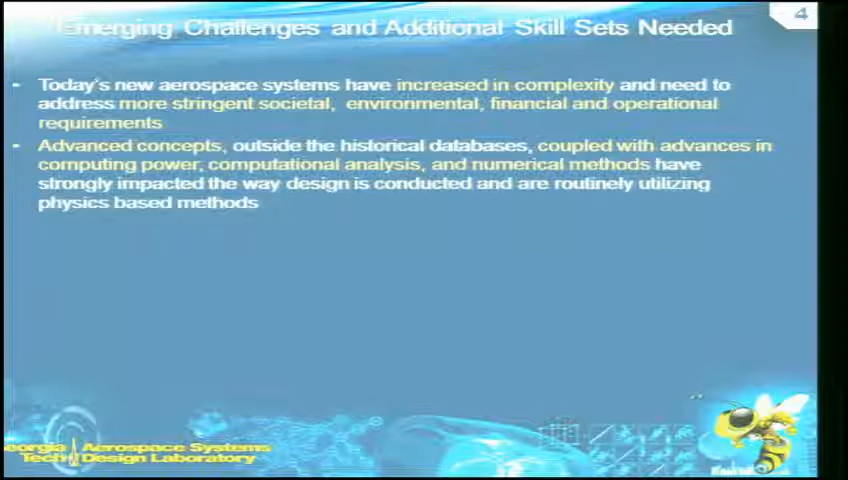 4
Emerging Challenges and Additional Skill Sets Needed
• Today's new aerospace systems have increased in complexity and need to
address more stringent societal, environmental, financial and operational
requirements
• Advanced concepts, outside the historical databases, coupled with advances in
computing power, computational analysis, and numerical methods have
strongly impacted the way design is conducted and are routinely utilizing
physics based methods
Georgia Aerospace Systems
Tech Design Laboratory